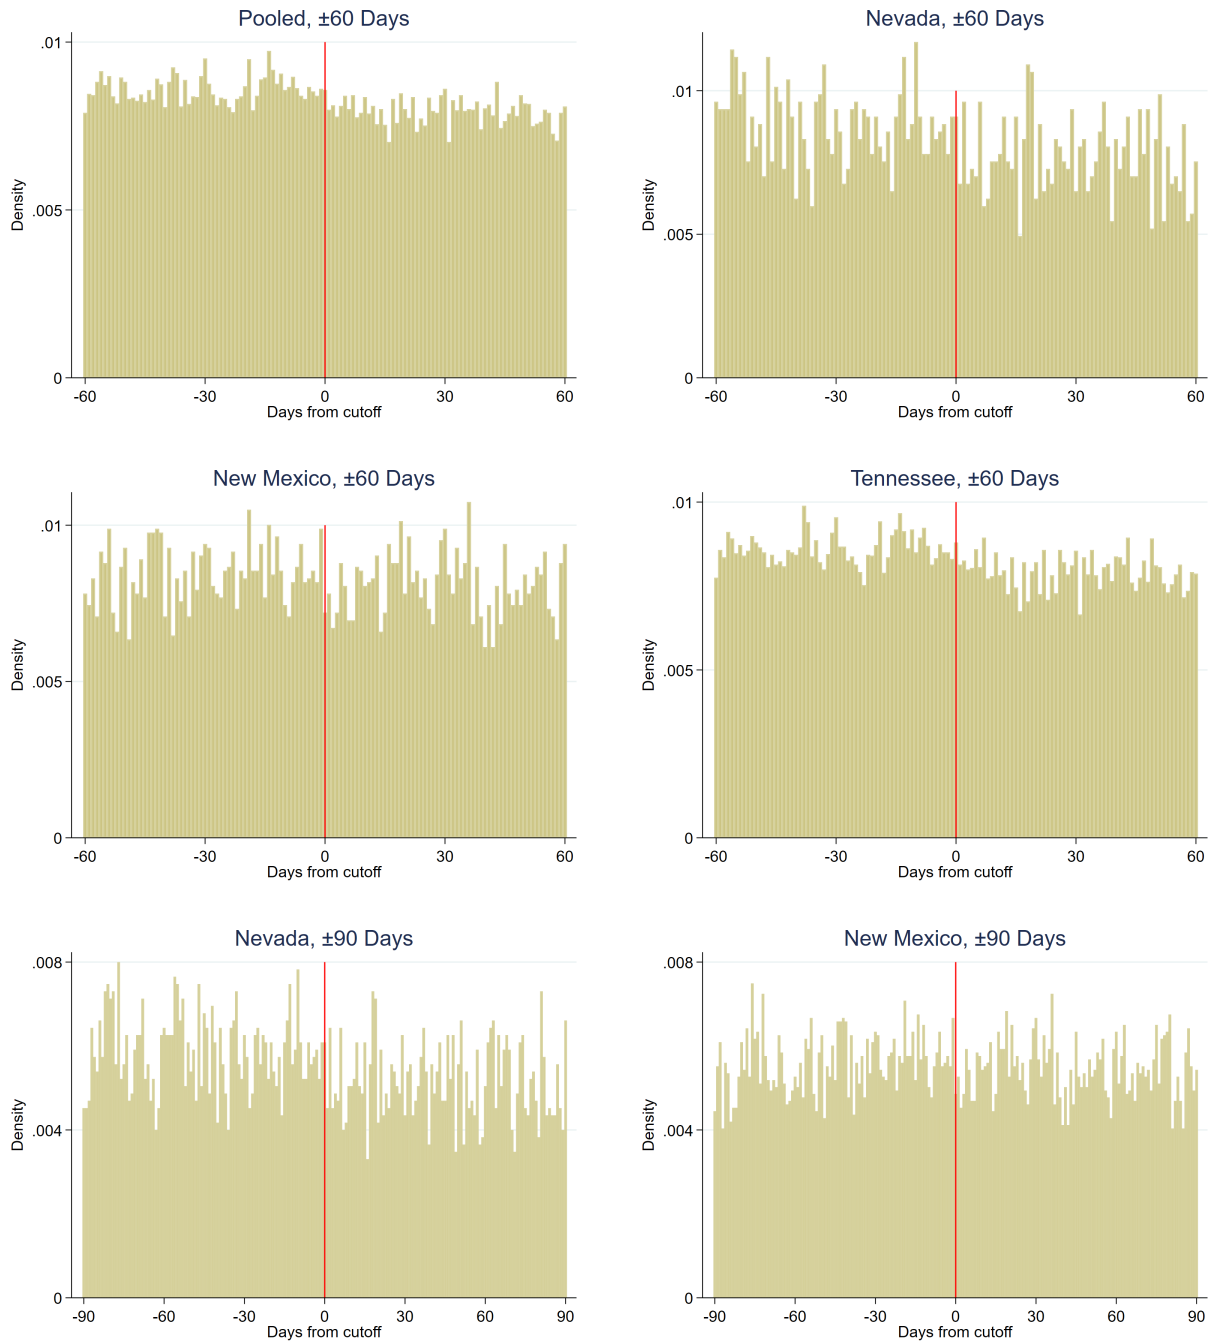 Pooled, ±60 Days
.01
.005
0
Density
-60 -30 0 30 60
Days from cutoff
Nevada, ±60 Days
.01
.005
0
Density
-60 -30 0 30 60
Days from cutoff
New Mexico, ±60 Days
.01
.005
0
Density
-60 -30 0 30 60
Days from cutoff
Tennessee, ±60 Days
.01
.005
0
Density
-60 -30 0 30 60
Days from cutoff
Nevada, ±90 Days
.008
.004
0
Density
-90 -60 -30 0 30 60 90
Days from cutoff
New Mexico, ±90 Days
.008
.004
0
Density
-90 -60 -30 0 30 60 90
Days from cutoff